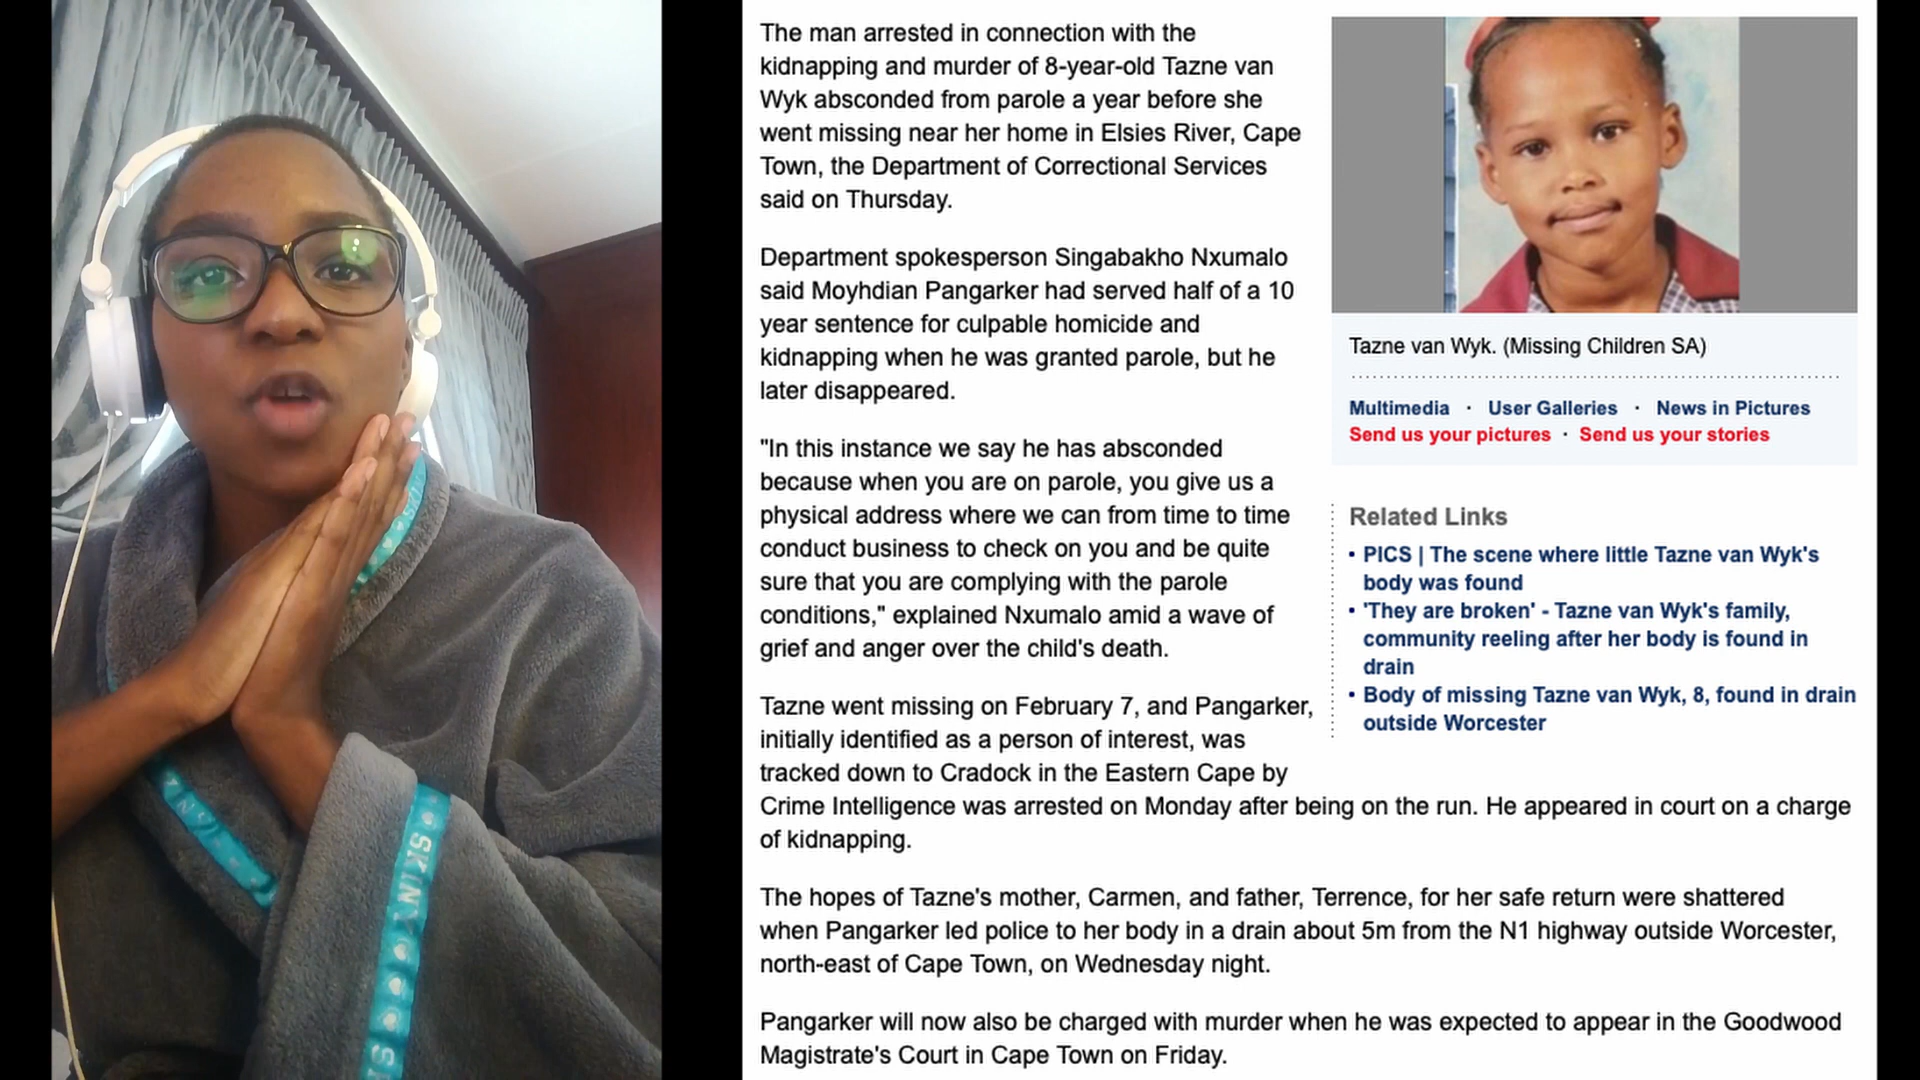 The man arrested in connection with the
kidnapping and murder of 8-year-old Tazne van
Wyk absconded from parole a year before she
went missing near her home in Elsies River, Cape
Town, the Department of Correctional Services
said on Thursday.
Department spokesperson Singabakho Nxumalo
said Moyhdian Pangarker had served half of a 10
year sentence for culpable homicide and
kidnapping when he was granted parole, but he
later disappeared.
"In this instance we say he has absconded
because when you are on parole, you give us a
physical address where we can from time to time
conduct business to check on you and be quite
sure that you are complying with the parole
conditions," explained Nxumalo amid a wave of
grief and anger over the child's death.
Tazne went missing on February 7, and Pangarker,
initially identified as a person of interest, was
tracked down to Cradock in the Eastern Cape by
Crime Intelligence was arrested on Monday after being on the run. He appeared in court on a charge
of kidnapping.
The hopes of Tazne's mother, Carmen, and father, Terrence, for her safe return were shattered
when Pangarker led police to her body in a drain about 5m from the N1 highway outside Worcester,
north-east of Cape Town, on Wednesday night.
Pangarker will now also be charged with murder when he was expected to appear in the Goodwood
Magistrate's Court in Cape Town on Friday.
Tazne van Wyk. (Missing Children SA)
Multimedia · User Galleries · News in Pictures
Send us your pictures · Send us your stories
Related Links
• PICS | The scene where little Tazne van Wyk's
body was found
• 'They are broken' - Tazne van Wyk's family,
community reeling after her body is found in
drain
• Body of missing Tazne van Wyk, 8, found in drain
outside Worcester